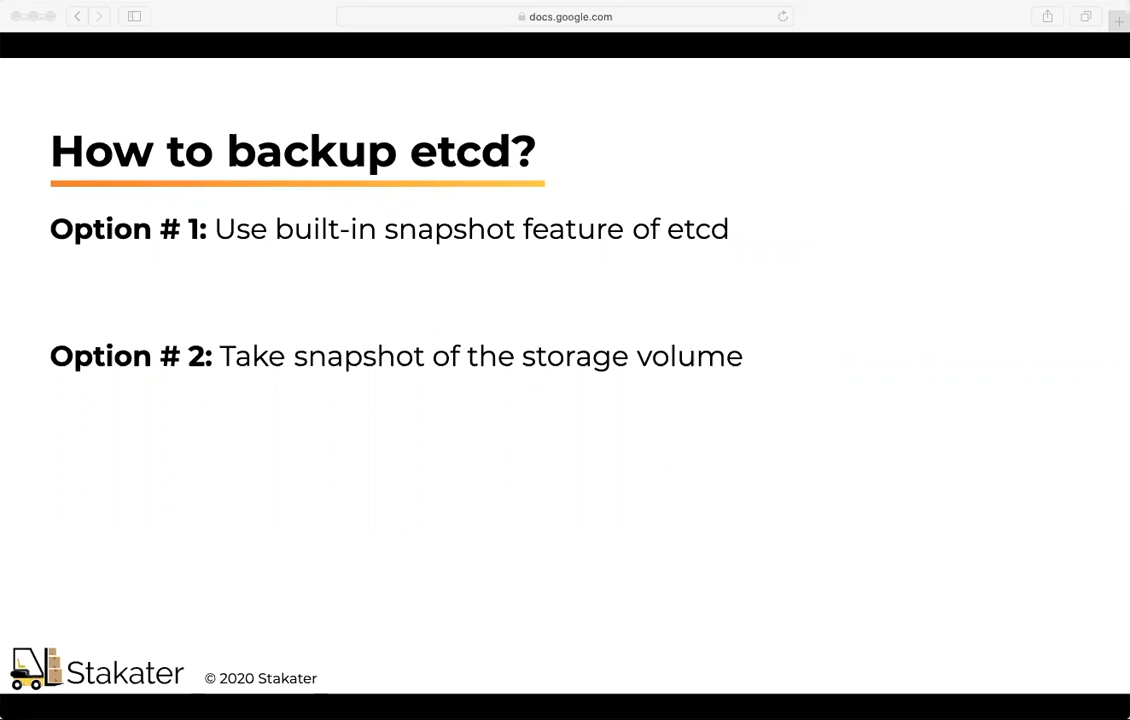 docs.google.com
How to backup etcd?
Option # 1: Use built-in snapshot feature of etcd
Option # 2: Take snapshot of the storage volume
Stakater © 2020 Stakater